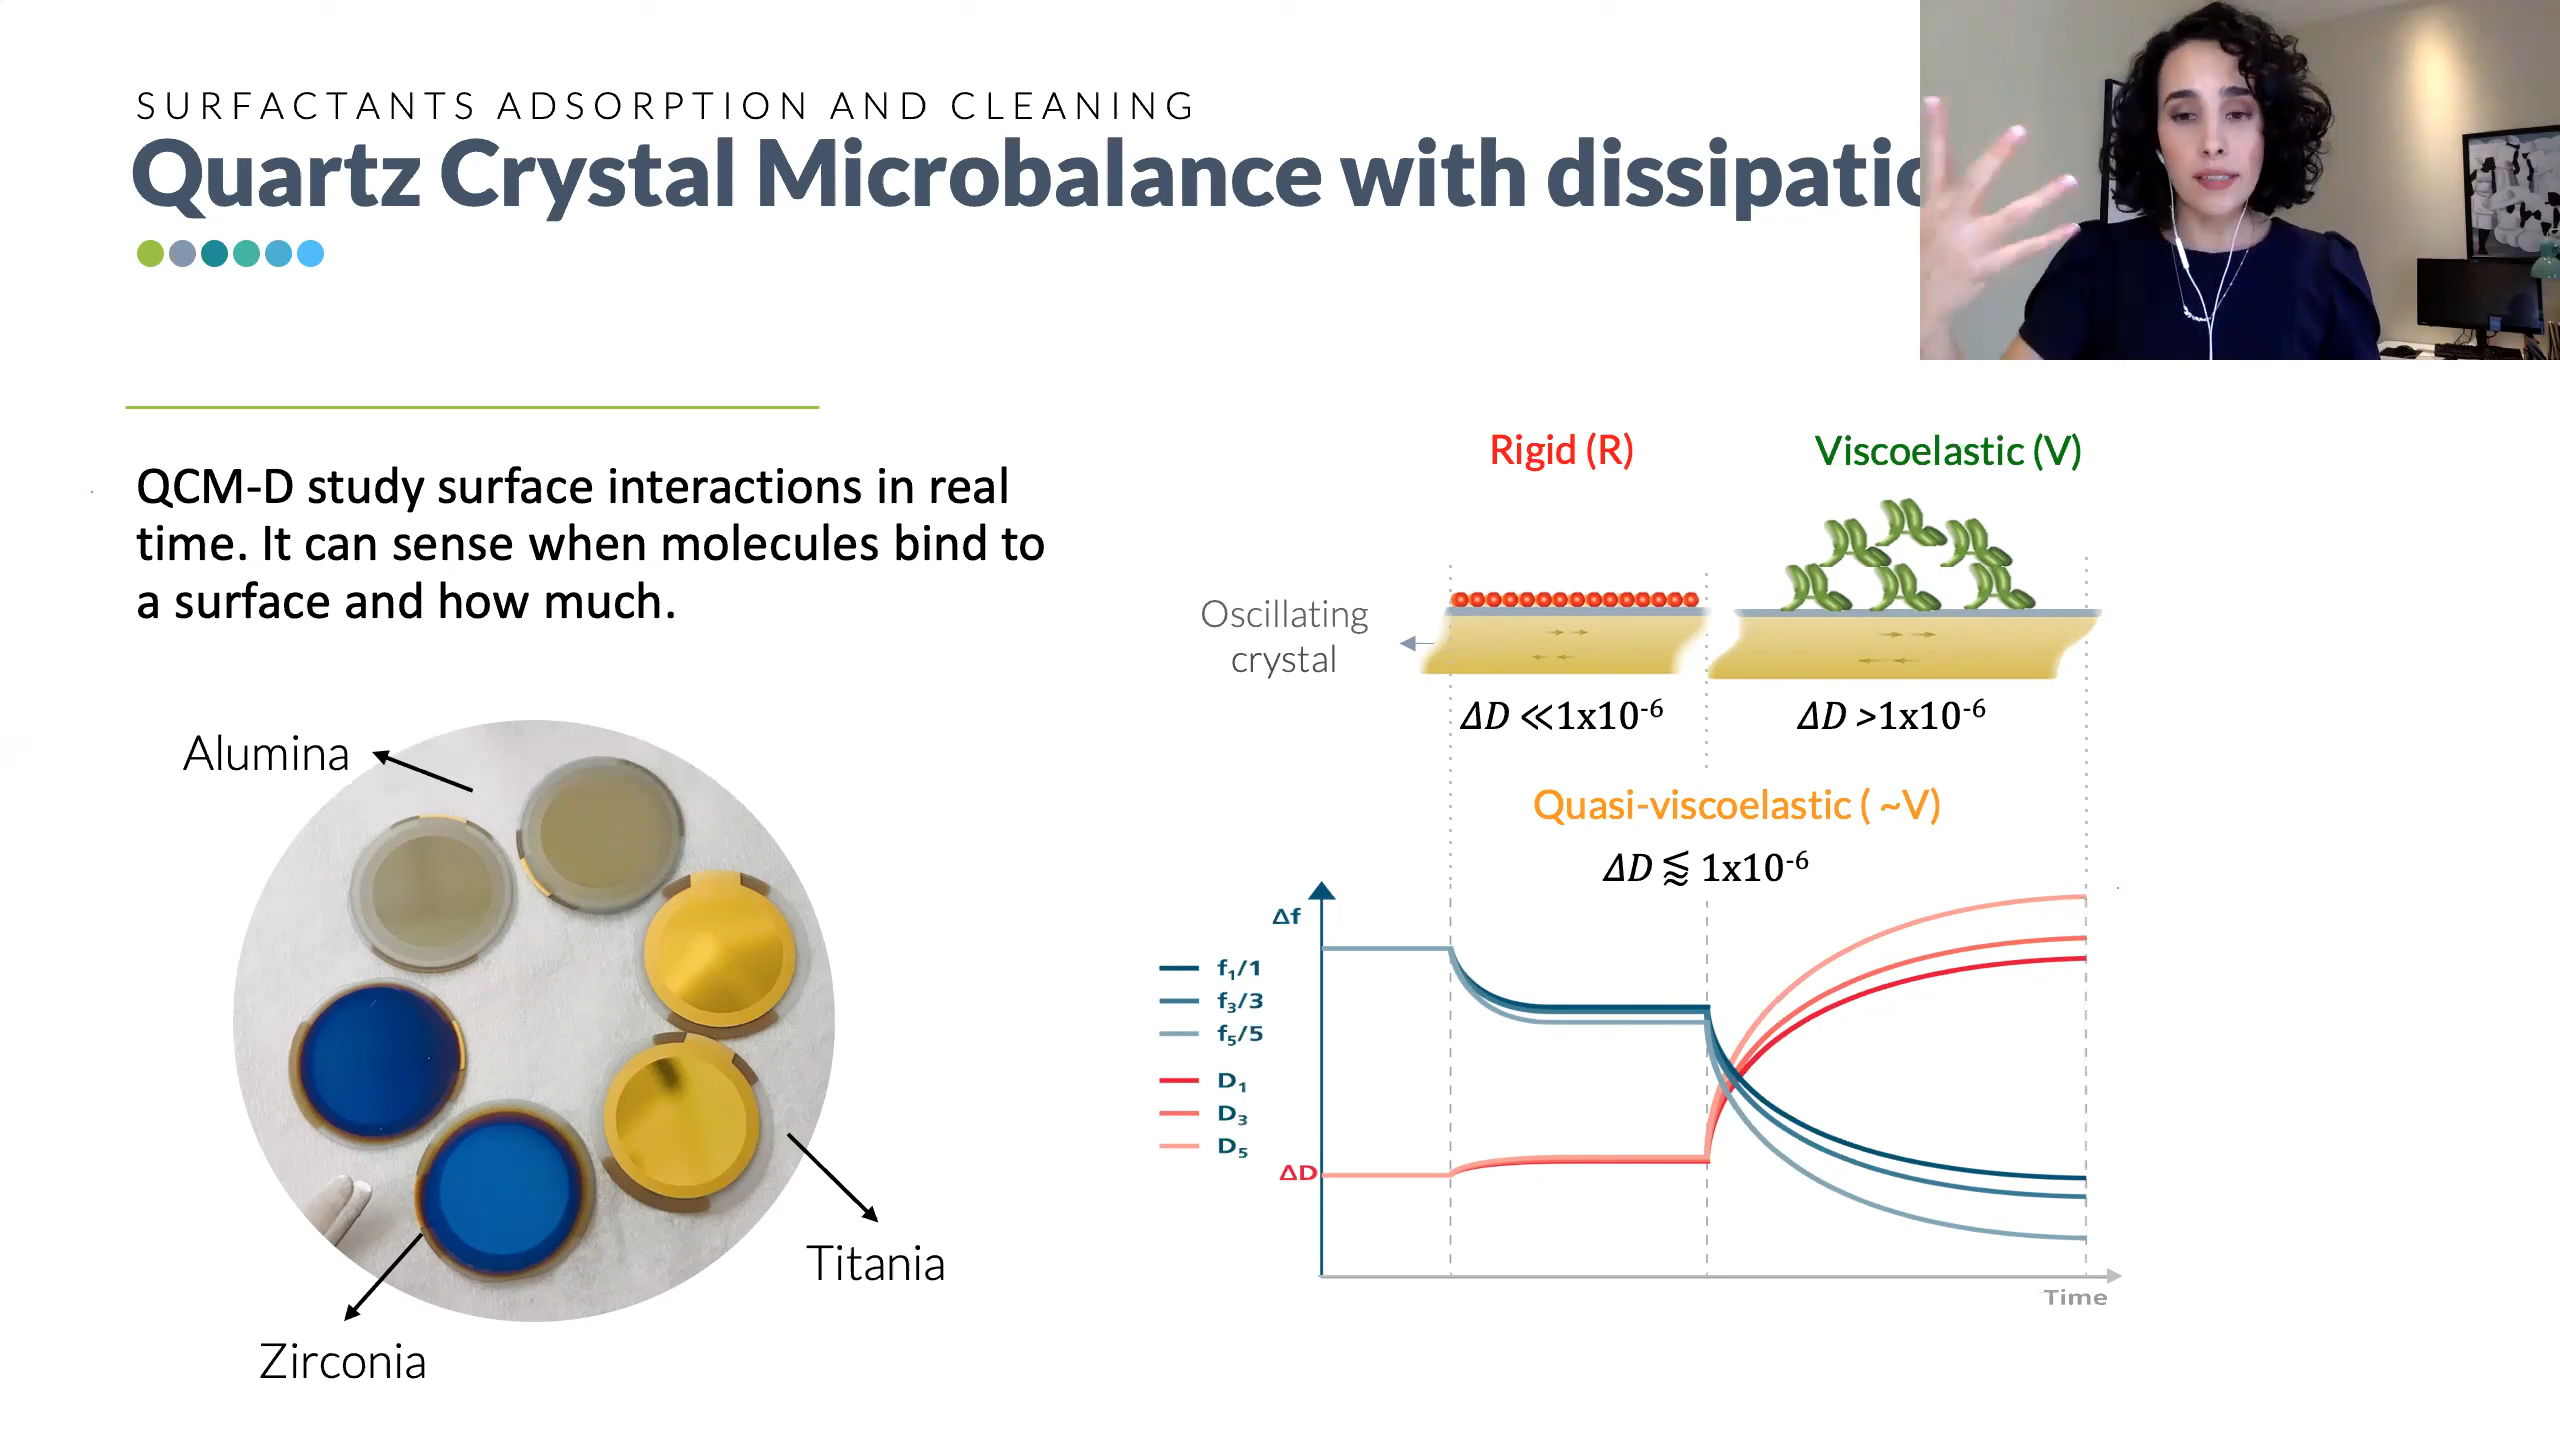 SURFACTANTS ADSORPTION AND CLEANING
Quartz Crystal Microbalance with dissipatio
QCM-D study surface interactions in real
time. It can sense when molecules bind to
a surface and how much.
Alumina
Titania
Zirconia
Rigid (R)
Viscoelastic (V)
Oscillating
crystal
ΔD ≪1x10⁻⁶
ΔD >1x10⁻⁶
Quasi-viscoelastic ( ~V)
ΔD ⪅ 1x10⁻⁶
Δf
f₁/1
f₃/3
f₅/5
D₁
D₃
D₅
ΔD
Time